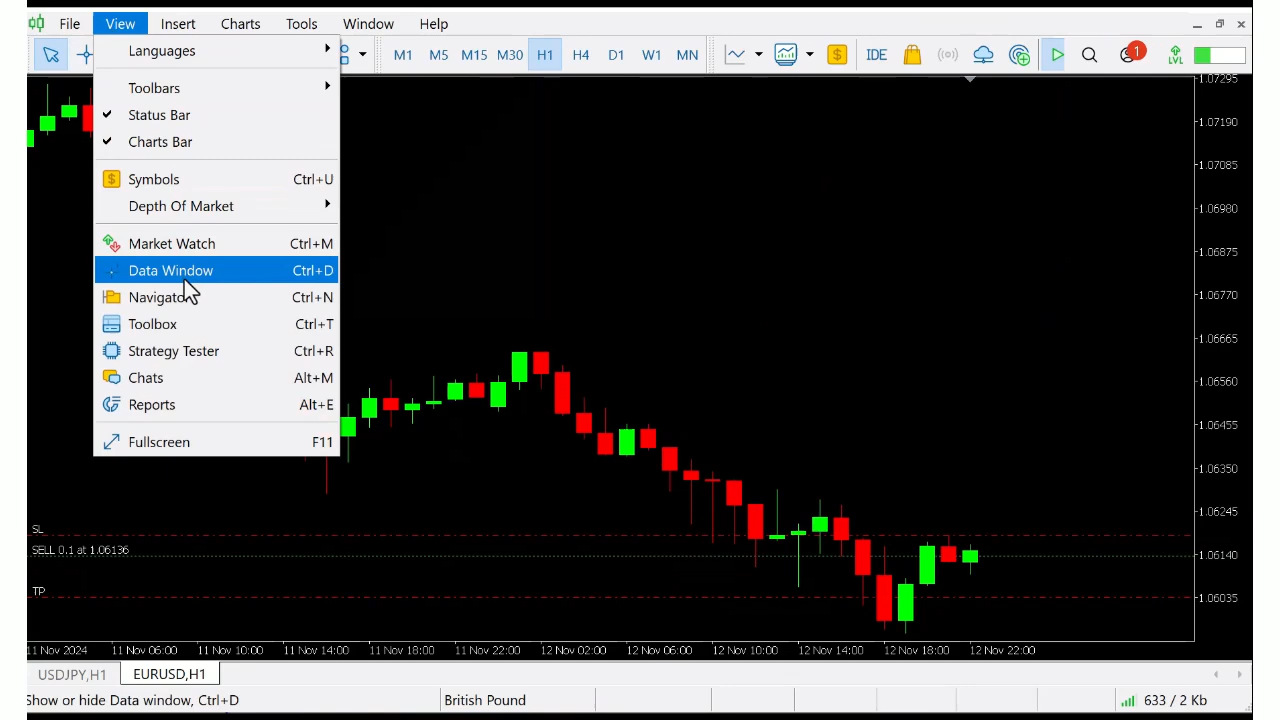 File View Insert Charts Tools Window Help
M1 M5 M15 M30 H1 H4 D1 W1 MN $ IDE 1 LVL
Languages
Toolbars
Status Bar
Charts Bar
Symbols Ctrl+U
Depth Of Market
Market Watch Ctrl+M
Data Window Ctrl+D
Navigato Ctrl+N
Toolbox Ctrl+T
Strategy Tester Ctrl+R
Chats Alt+M
Reports Alt+E
Fullscreen F11
1.07295
1.07190
1.07085
1.06980
1.06875
1.06770
1.06665
1.06560
1.06455
1.06350
1.06245
1.06140
1.06035
SL
SELL 0.1 at 1.06136
TP
11 Nov 2024 11 Nov 06:00 11 Nov 10:00 11 Nov 14:00 11 Nov 18:00 11 Nov 22:00 12 Nov 02:00 12 Nov 06:00 12 Nov 10:00 12 Nov 14:00 12 Nov 18:00 12 Nov 22:00
USDJPY,H1 EURUSD,H1
Show or hide Data window, Ctrl+D British Pound 633 / 2 Kb